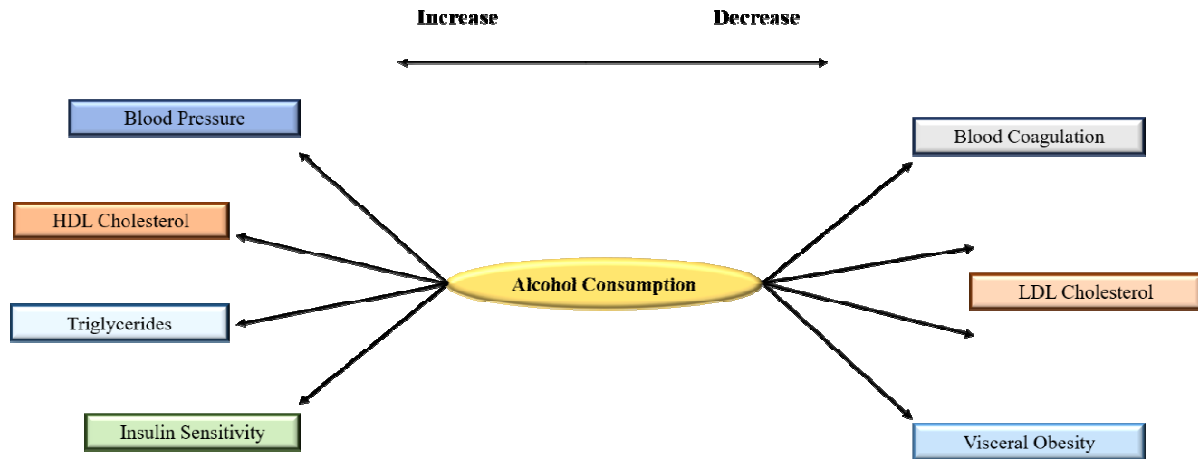 Increase
Decrease
Blood Pressure
Blood Coagulation
HDL Cholesterol
Alcohol Consumption
LDL Cholesterol
Triglycerides
Insulin Sensitivity
Visceral Obesity